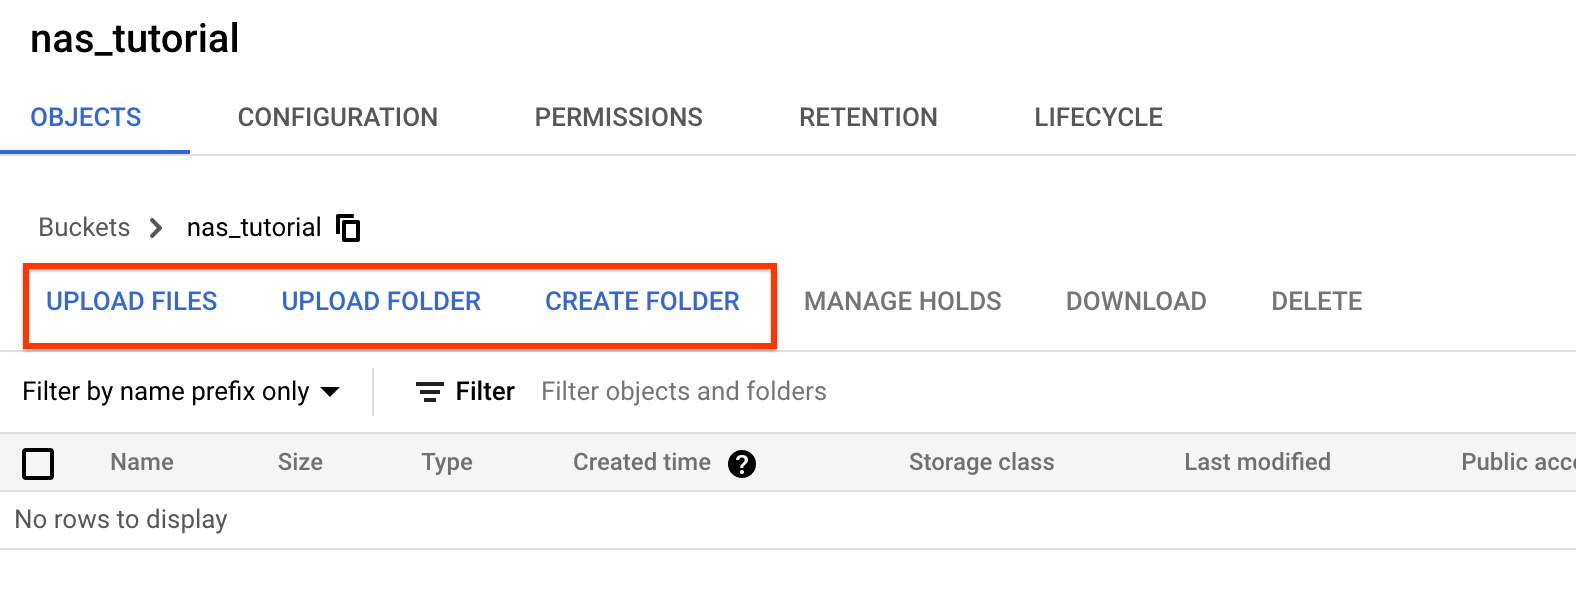 nas_tutorial
OBJECTS CONFIGURATION PERMISSIONS RETENTION LIFECYCLE
Buckets nas_tutorial
UPLOAD FILES UPLOAD FOLDER CREATE FOLDER MANAGE HOLDS DOWNLOAD DELETE
Filter by name prefix only Filter Filter objects and folders
Name Size Type Created time ? Storage class Last modified Public
No rows to display